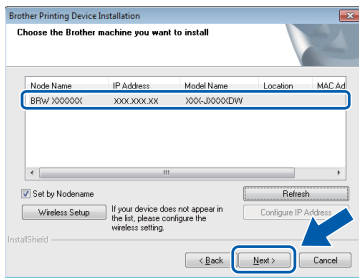 Brother Printing Device Installation
Choose the Brother machine you want to install
Node Name IP Address Model Name Location MAC Ad
BRW XXXXXX XXX.XXX.XX XXX-JXXXXDW
Set by Nodename
Refresh
Wireless Setup
If your device does not appear in
the list, please configure the
wireless setting.
Configure IP Address
InstallShield
< Back Next > Cancel